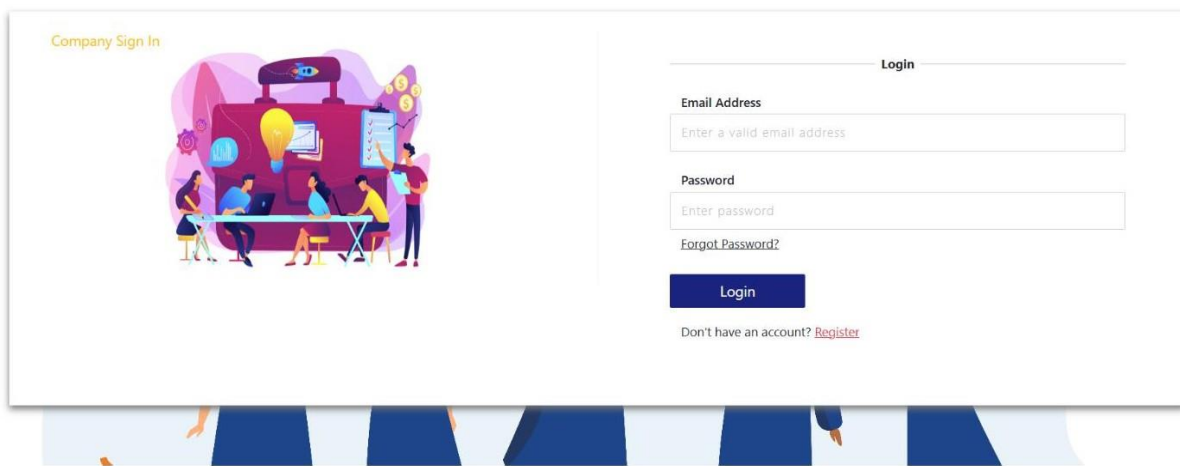 Company Sign In
Login
Email Address
Enter a valid email address
Password
Enter password
Forgot Password?
Login
Don't have an account? Register